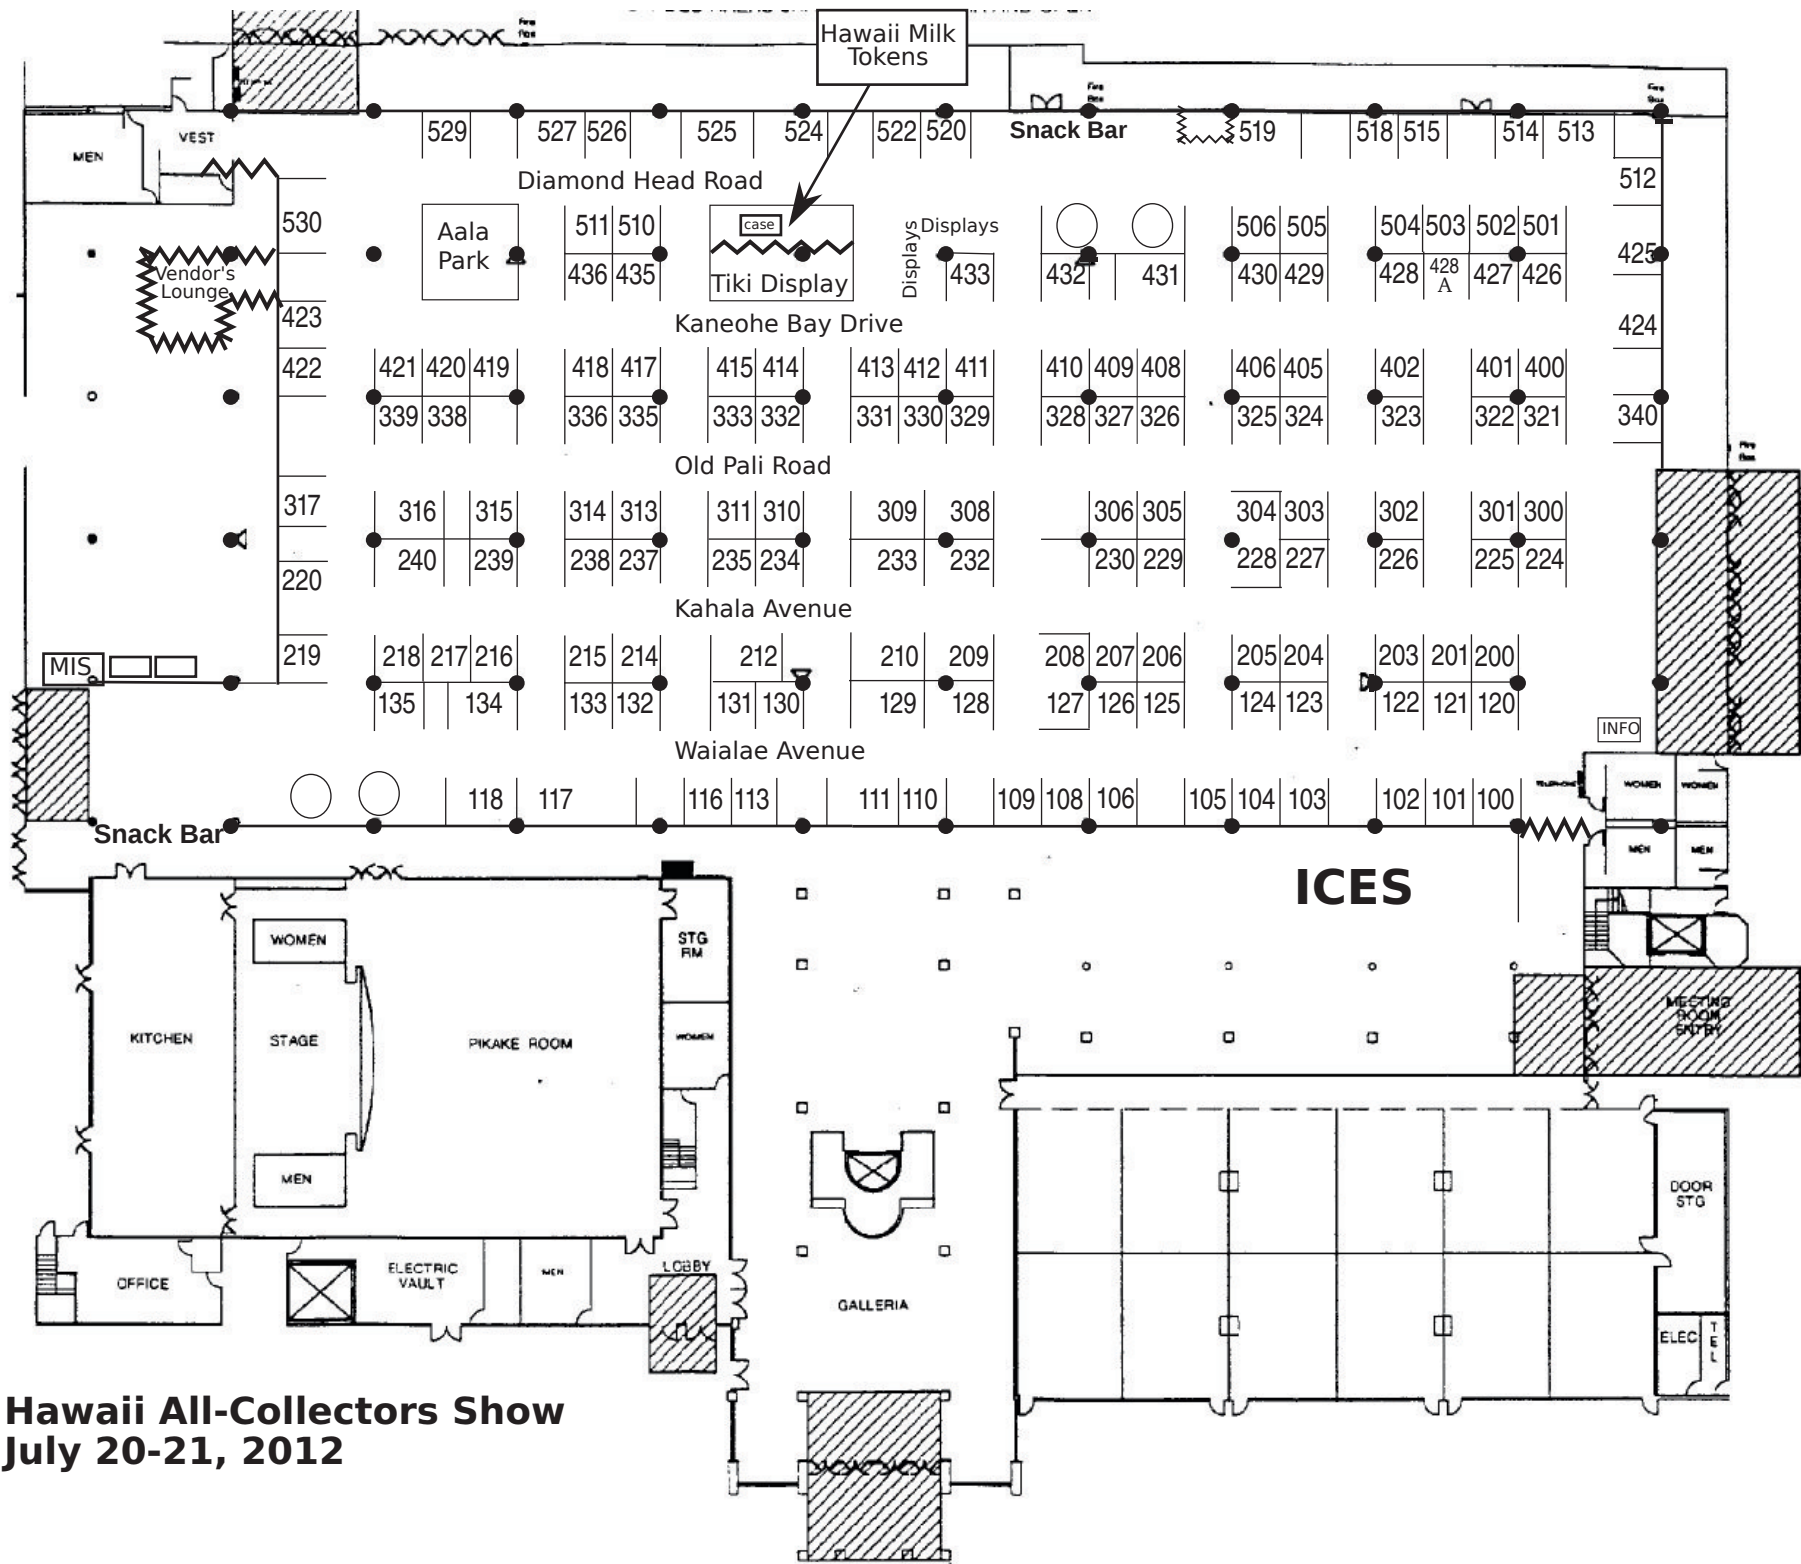 Hawaii Milk
Tokens
Fire
Box
Fire
Box
Fire
Box
MEN
VEST
529
527 526
525
524
522 520
Snack Bar
519
518 515
514 513
Diamond Head Road
512
530
Aala
Park
511 510
case
Displays
Displays
506 505
504 503 502 501
425
Vendor's
Lounge
436 435
Tiki Display
433
432
431
430 429
428
428
A
427 426
423
Kaneohe Bay Drive
424
422
421 420 419
418 417
415 414
413 412 411
410 409 408
406 405
402
401 400
339 338
336 335
333 332
331 330 329
328 327 326
325 324
323
322 321
340
Fire
Box
Old Pali Road
317
316
315
314 313
311 310
309
308
306 305
304 303
302
301 300
240
239
238 237
235 234
233
232
230 229
228 227
226
225 224
220
Kahala Avenue
219
218 217 216
215 214
212
210
209
208 207 206
205 204
203 201 200
MIS
135
134
133 132
131 130
129
128
127 126 125
124 123
122 121 120
INFO
Waialae Avenue
118
117
116 113
111 110
109 108 106
105 104 103
102 101 100
TELEPHONE
WOMEN
WOMEN
Snack Bar
MEN
MEN
ICES
WOMEN
STG
RM
KITCHEN
STAGE
PIKAKE ROOM
WOMEN
MEETING
ROOM
ENTRY
MEN
DOOR
STG
OFFICE
ELECTRIC
VAULT
MEN
LOBBY
GALLERIA
ELEC
TEL
Hawaii All-Collectors Show
July 20-21, 2012